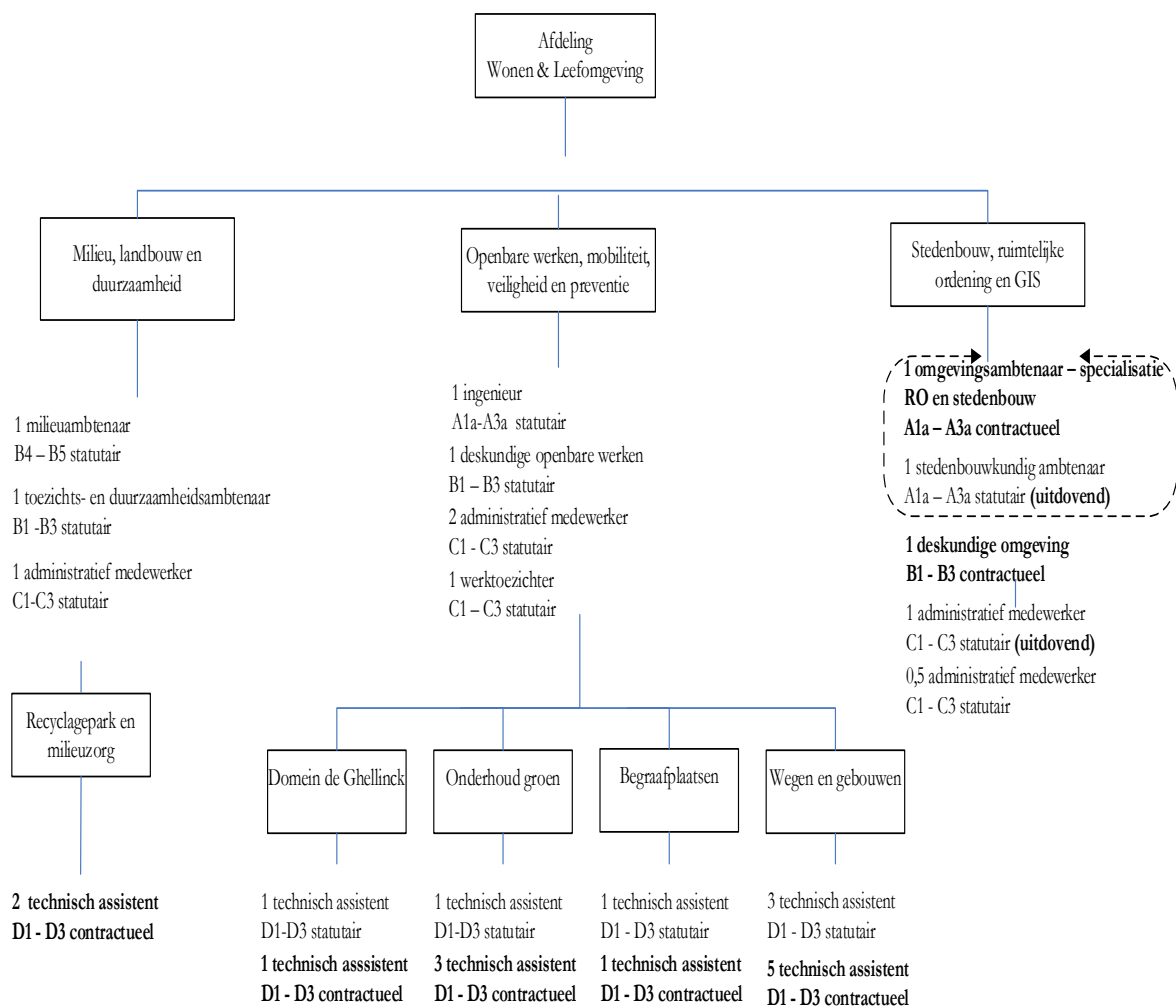 Afdeling
Wonen & Leefomgeving
Milieu, landbouw en
duurzaamheid
Openbare werken, mobiliteit,
veiligheid en preventie
Stedenbouw, ruimtelijke
ordening en GIS
1 milieuambtenaar
B4 – B5 statutair
1 toezichts- en duurzaamheidsambtenaar
B1 -B3 statutair
1 administratief medewerker
C1-C3 statutair
1 ingenieur
A1a-A3a statutair
1 deskundige openbare werken
B1 – B3 statutair
2 administratief medewerker
C1 - C3 statutair
1 werktoezichter
C1 – C3 statutair
1 omgevingsambtenaar – specialisatie
RO en stedenbouw
A1a – A3a contractueel
1 stedenbouwkundig ambtenaar
A1a – A3a statutair (uitdovend)
1 deskundige omgeving
B1 - B3 contractueel
1 administratief medewerker
C1 - C3 statutair (uitdovend)
0,5 administratief medewerker
C1 - C3 statutair
Recyclagepark en
milieuzorg
Domein de Ghellinck
Onderhoud groen
Begraafplaatsen
Wegen en gebouwen
2 technisch assistent
D1 - D3 contractueel
1 technisch assistent
D1-D3 statutair
1 technisch asssistent
D1 - D3 contractueel
1 technisch assistent
D1-D3 statutair
3 technisch assistent
D1 - D3 contractueel
1 technisch assistent
D1 - D3 statutair
1 technisch assistent
D1 - D3 contractueel
3 technisch assistent
D1 - D3 statutair
5 technisch assistent
D1 - D3 contractueel